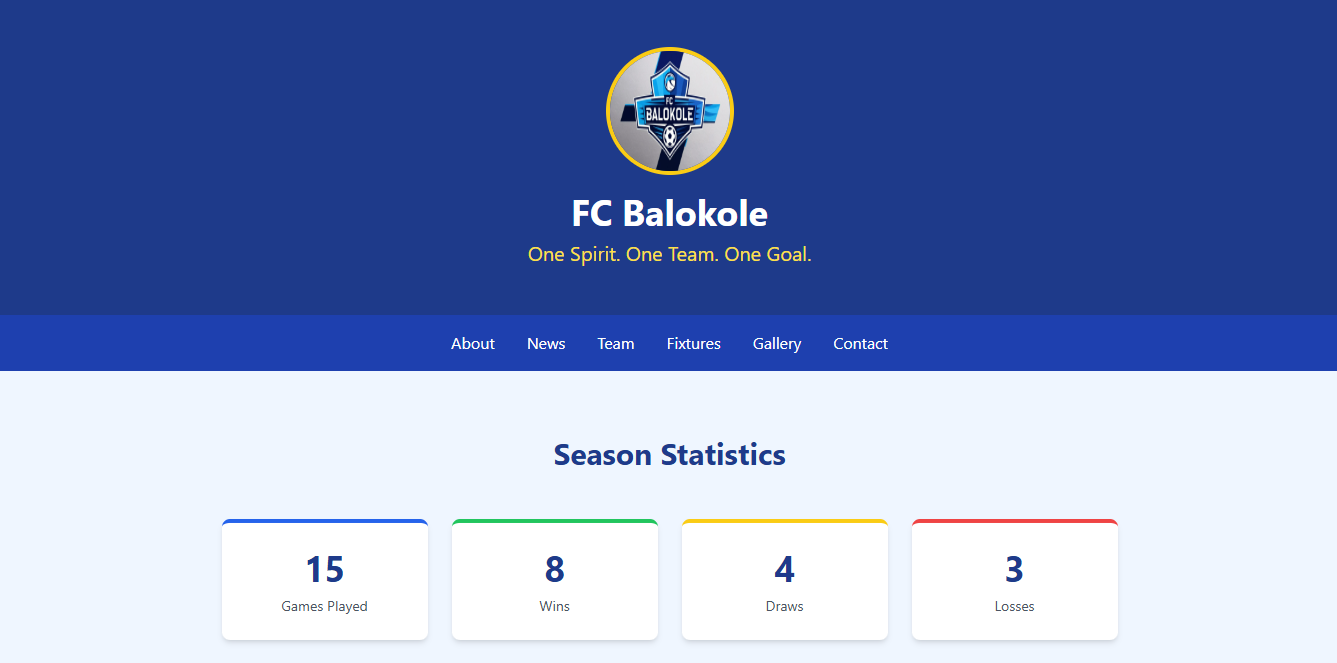 FC
BALOKOLE
FC Balokole
One Spirit. One Team. One Goal.
About News Team Fixtures Gallery Contact
Season Statistics
15 8 4 3
Games Played Wins Draws Losses